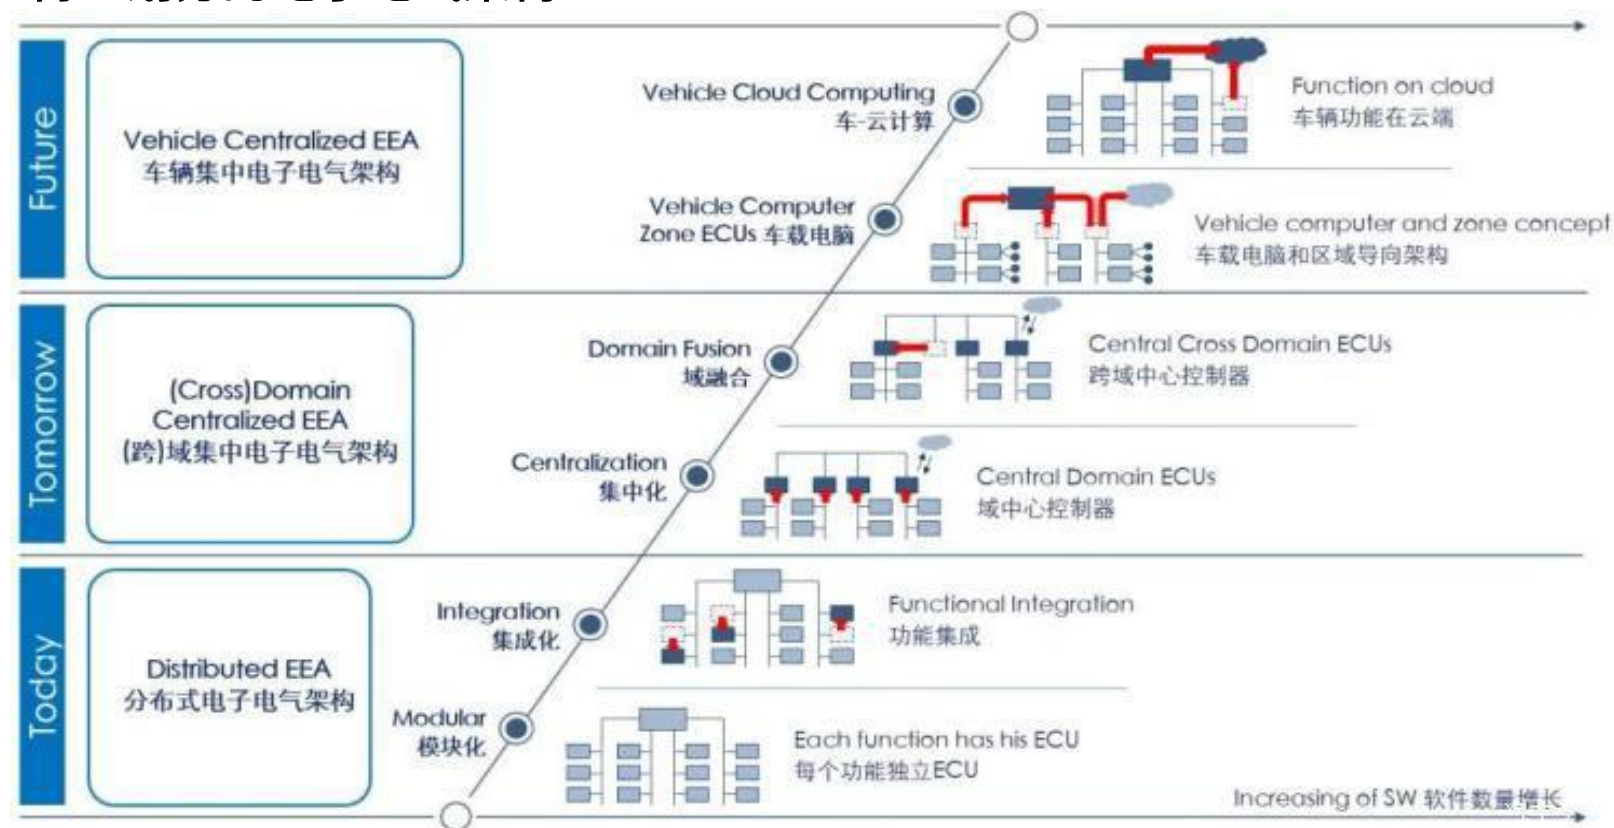 Future
Vehicle Centralized EEA
车辆集中电子电气架构
Vehicle Cloud Computing
车-云计算
Function on cloud
车辆功能在云端
Vehicle Computer
Zone ECUs 车载电脑
Vehicle computer and zone concept
车载电脑和区域导向架构
Tomorrow
(Cross)Domain
Centralized EEA
(跨)域集中电子电气架构
Domain Fusion
域融合
Central Cross Domain ECUs
跨域中心控制器
Centralization
集中化
Central Domain ECUs
域中心控制器
Today
Distributed EEA
分布式电子电气架构
Integration
集成化
Functional Integration
功能集成
Modular
模块化
Each function has his ECU
每个功能独立ECU
Increasing of SW 软件数量增长